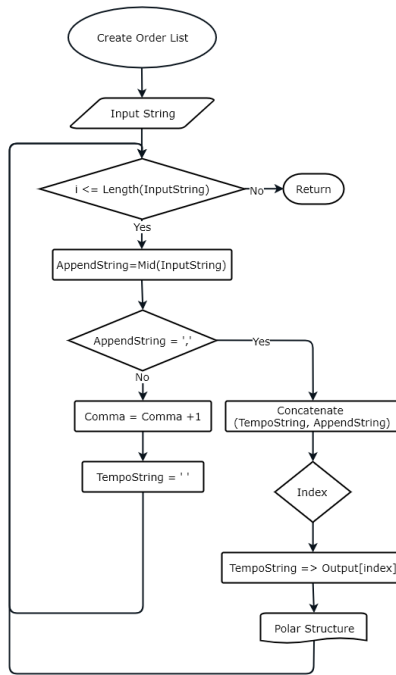 Create Order List
Input String
i <= Length(InputString)
No
Return
Yes
AppendString=Mid(InputString)
AppendString = ','
Yes
No
Comma = Comma +1
Concatenate
(TempoString, AppendString)
TempoString = ' '
Index
TempoString => Output[index]
Polar Structure